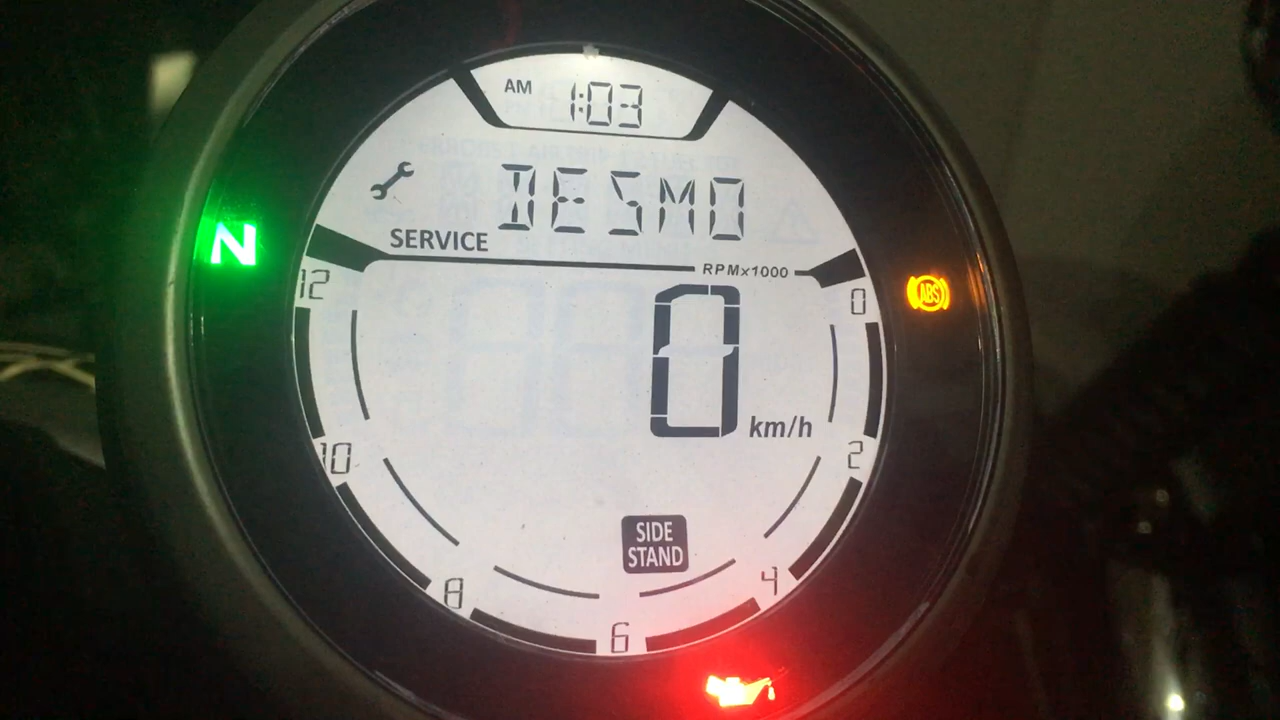 AM 1:03
DESMO
SERVICE
RPMx1000
N
12
0
ABS
0
km/h
10
2
SIDE
STAND
8
4
6